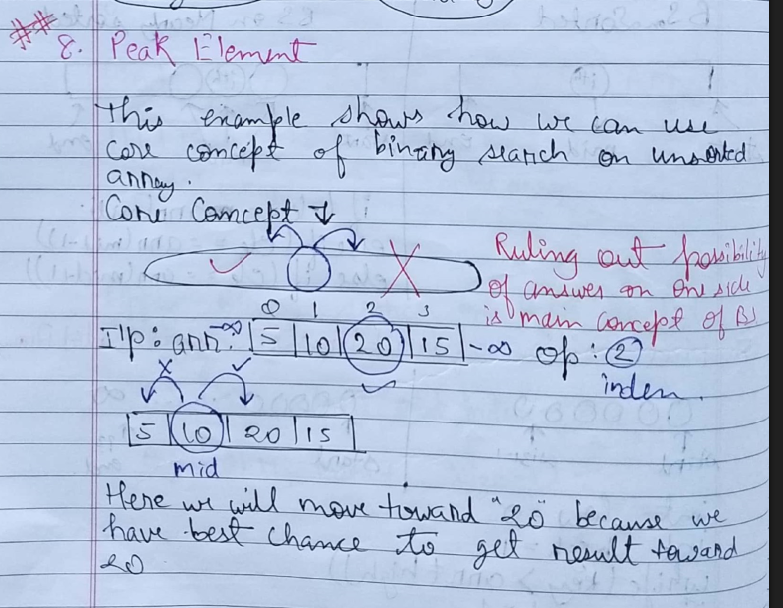 ## 8. Peak Element
This example shows how we can use
core concept of binary search on unsorted
array.
Core Concept ↓
Ruling out possibility
of answer on one side
is main concept of BS
0 1 2 3
I/p: arr: -∞ 5 10 20 15 -∞ op: 2
index.
5 10 20 15
mid
Here we will move toward "20" because we
have best chance to get result toward
20